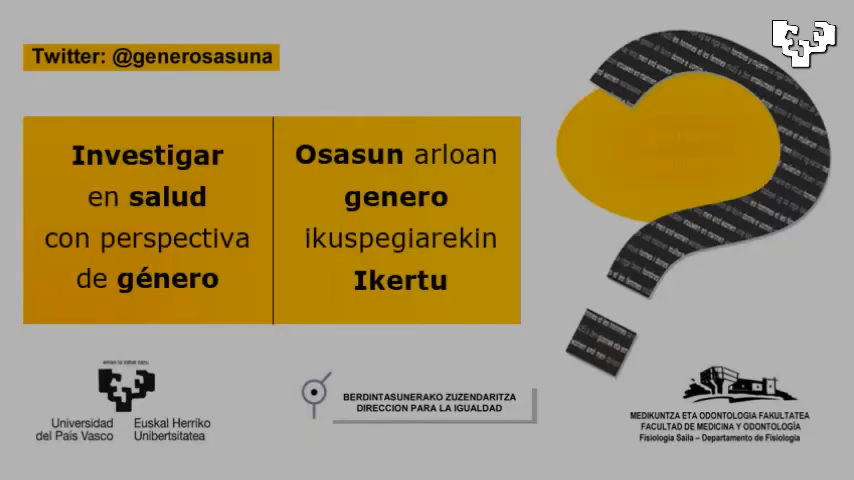 Twitter: @generosasuna
Investigar
en salud
con perspectiva
de género
Osasun arloan
genero
ikuspegiarekin
Ikertu
Universidad
del País Vasco
Euskal Herriko
Unibertsitatea
BERDINTASUNERAKO ZUZENDARITZA
DIRECCION PARA LA IGUALDAD
MEDIKUNTZA ETA ODONTOLOGIA FAKULTATEA
FACULTAD DE MEDICINA Y ODONTOLOGÍA
Fisiologia Saila – Departamento de Fisiología